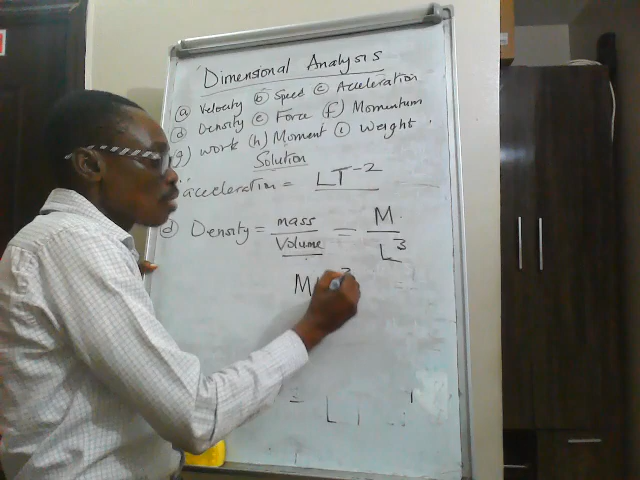 Dimensional Analysis
(a) Velocity (b) Speed (c) Acceleration
(d) Density (e) Force (f) Momentum
g) work (h) Moment (i) Weight.
Solution
acceleration = LT⁻²
d) Density = mass / Volume = M / L³
M
= L